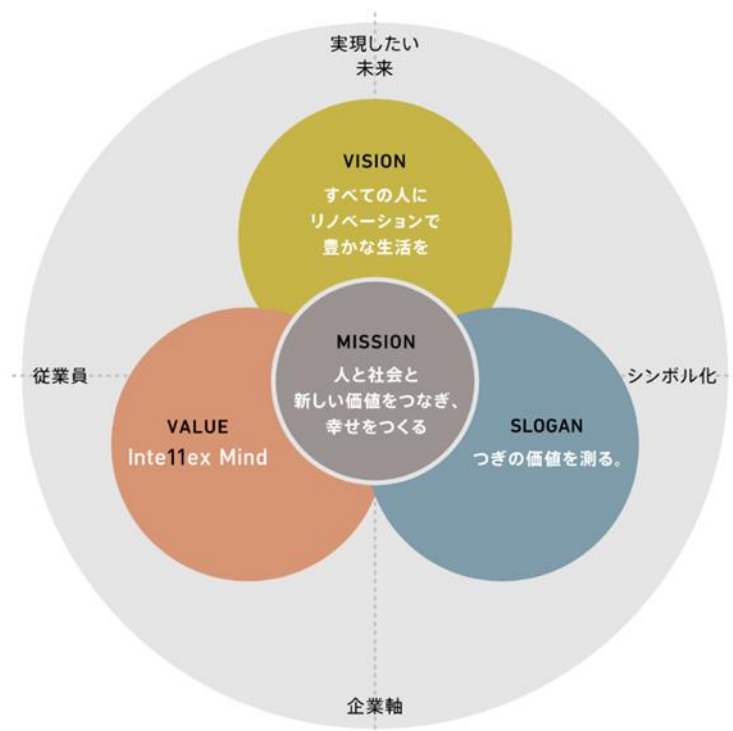 実現したい
未来
VISION
すべての人に
リノベーションで
豊かな生活を
MISSION
人と社会と
新しい価値をつなぎ、
幸せをつくる
従業員
シンボル化
VALUE
Inte11ex Mind
SLOGAN
つぎの価値を測る。
企業軸